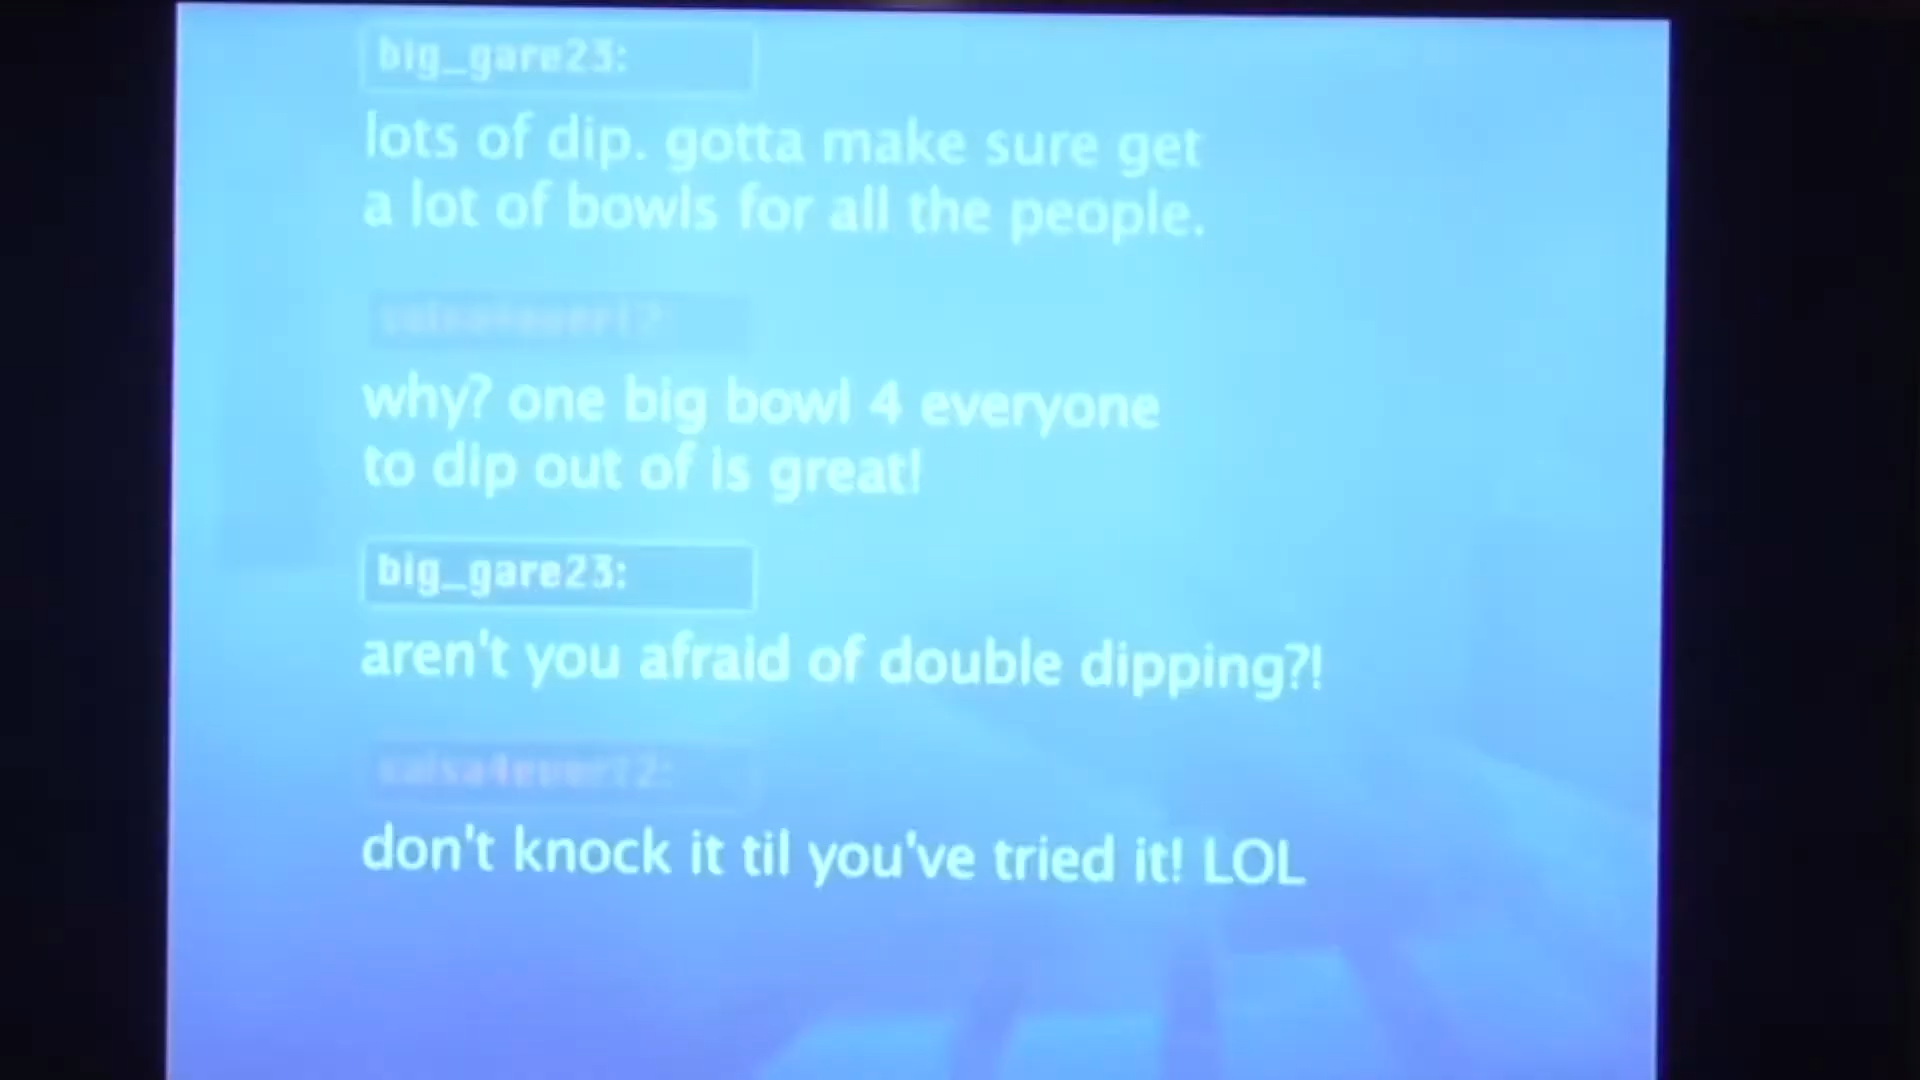 big_gare23:
lots of dip. gotta make sure get
a lot of bowls for all the people.
why? one big bowl 4 everyone
to dip out of is great!
big_gare23:
aren't you afraid of double dipping?!
salsa4ever12:
don't knock it til you've tried it! LOL